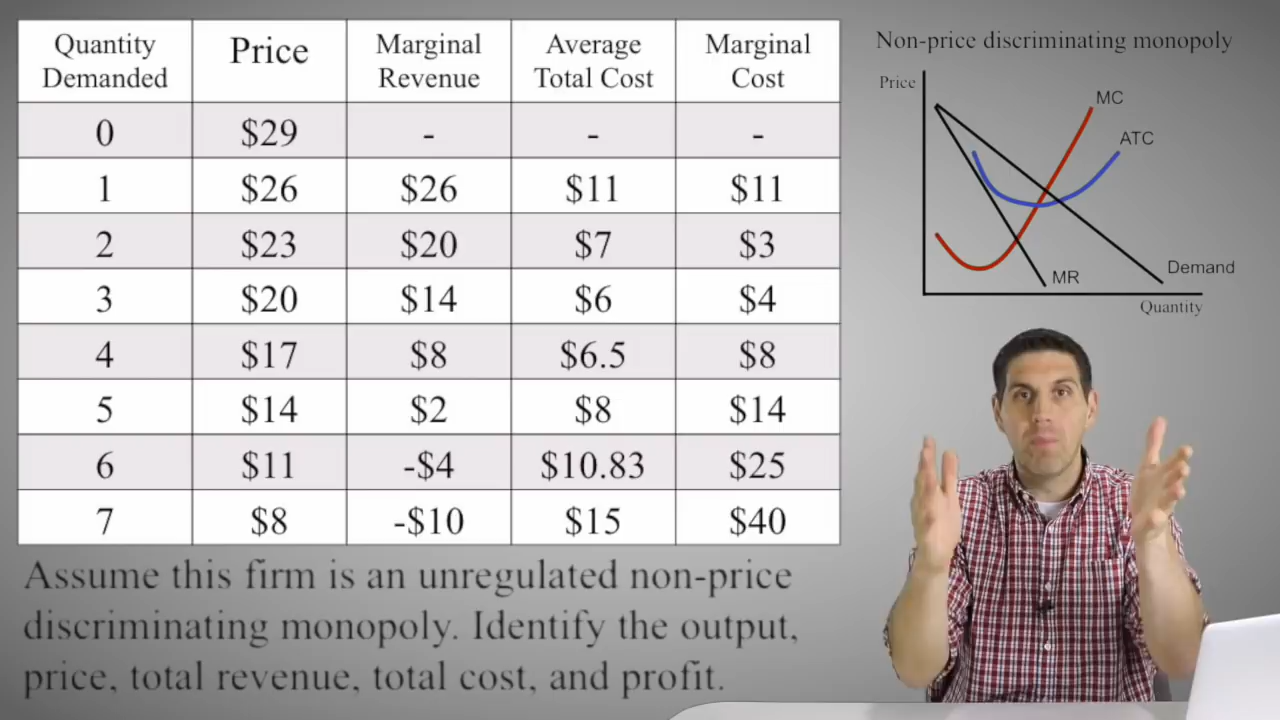 Quantity Demanded Price Marginal Revenue Average Total Cost Marginal Cost
0 $29 - - -
1 $26 $26 $11 $11
2 $23 $20 $7 $3
3 $20 $14 $6 $4
4 $17 $8 $6.5 $8
5 $14 $2 $8 $14
6 $11 -$4 $10.83 $25
7 $8 -$10 $15 $40
Assume this firm is an unregulated non-price
discriminating monopoly. Identify the output,
price, total revenue, total cost, and profit.
Non-price discriminating monopoly
Price
MC
ATC
Demand
MR
Quantity